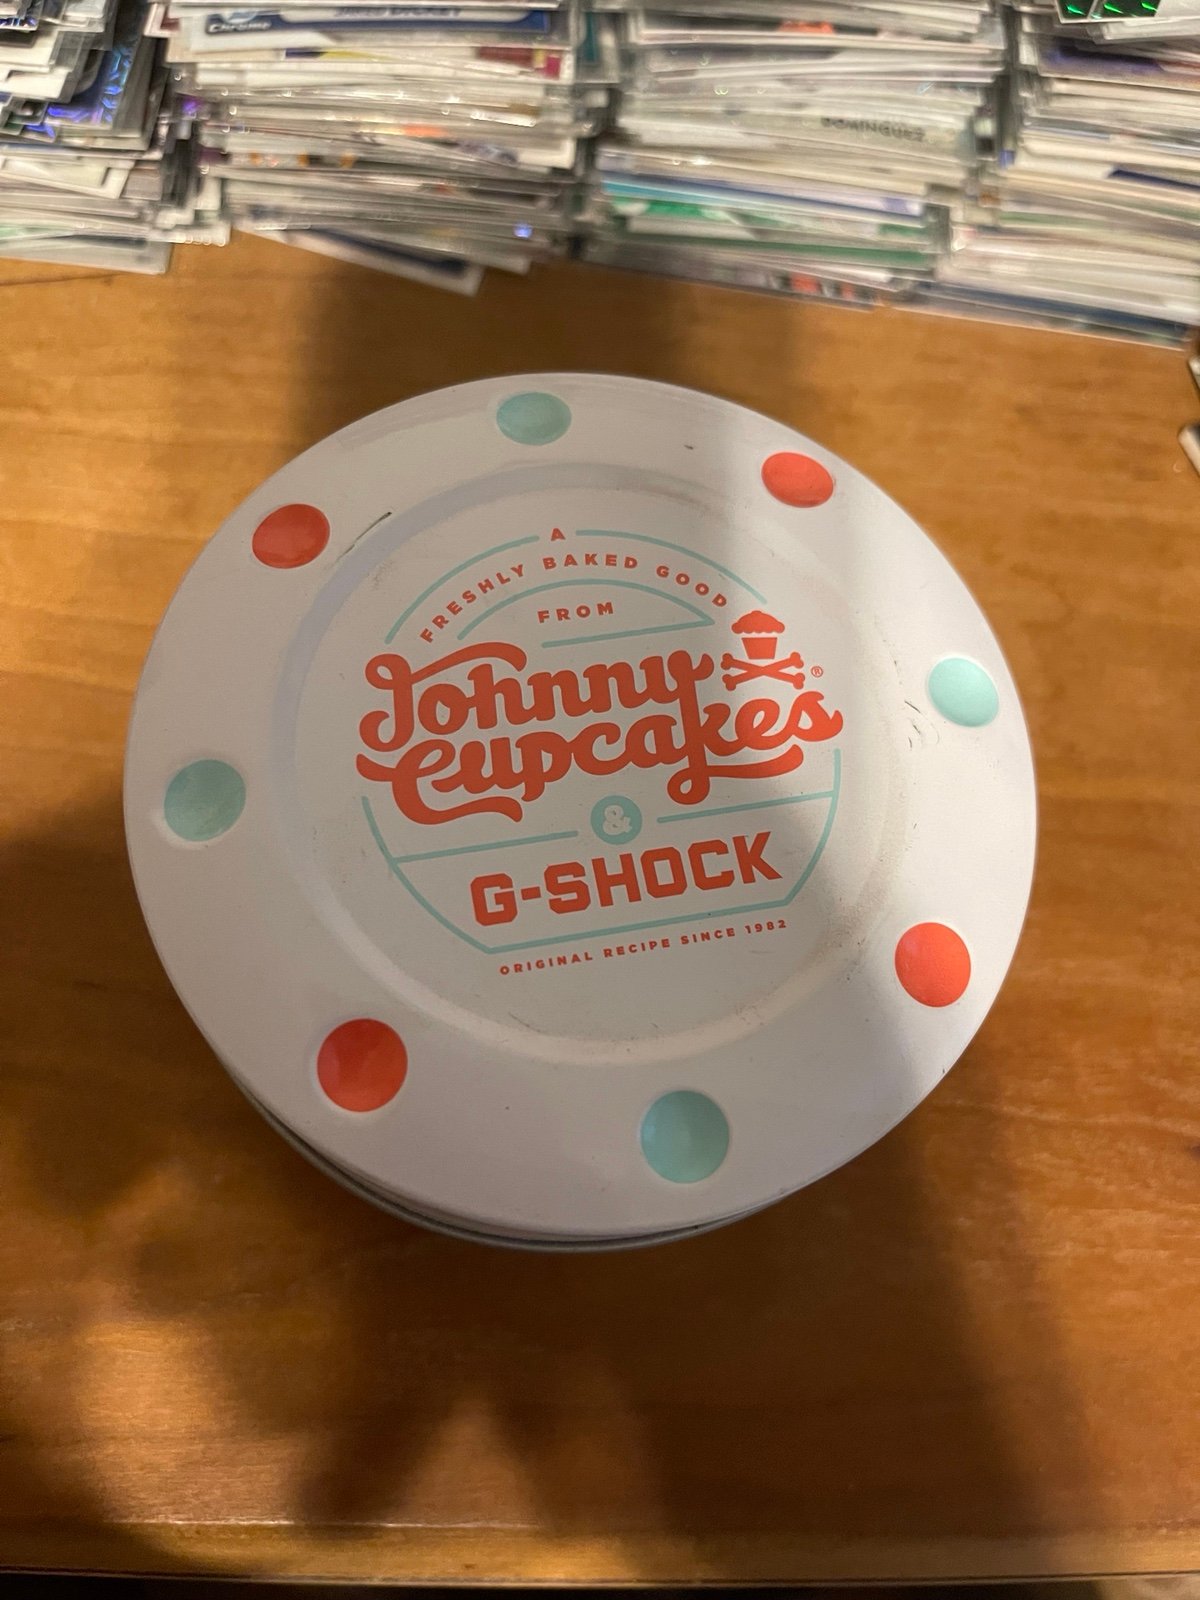 A
FRESHLY BAKED GOOD
FROM
Johnny
Cupcakes®
&
G-SHOCK
ORIGINAL RECIPE SINCE 1982